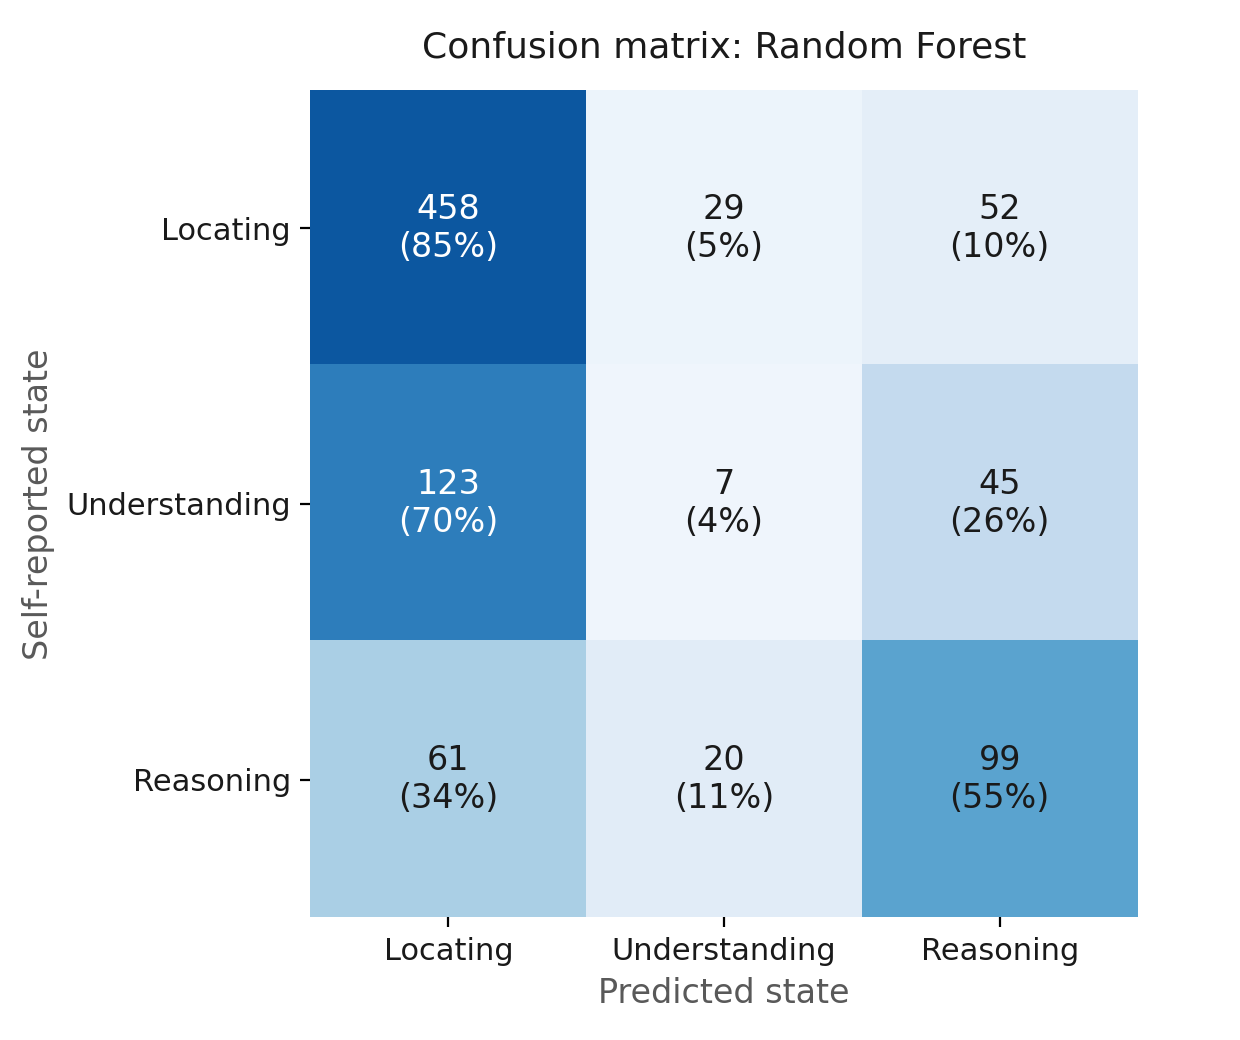 Confusion matrix: Random Forest
Self-reported state
Locating
458
(85%)
29
(5%)
52
(10%)
Understanding
123
(70%)
7
(4%)
45
(26%)
Reasoning
61
(34%)
20
(11%)
99
(55%)
Locating
Understanding
Reasoning
Predicted state